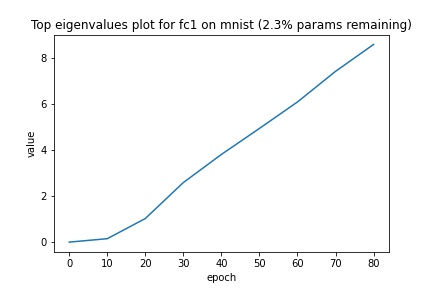 Top eigenvalues plot for fc1 on mnist (2.3% params remaining)
8
6
4
2
0
value
0 10 20 30 40 50 60 70 80
epoch